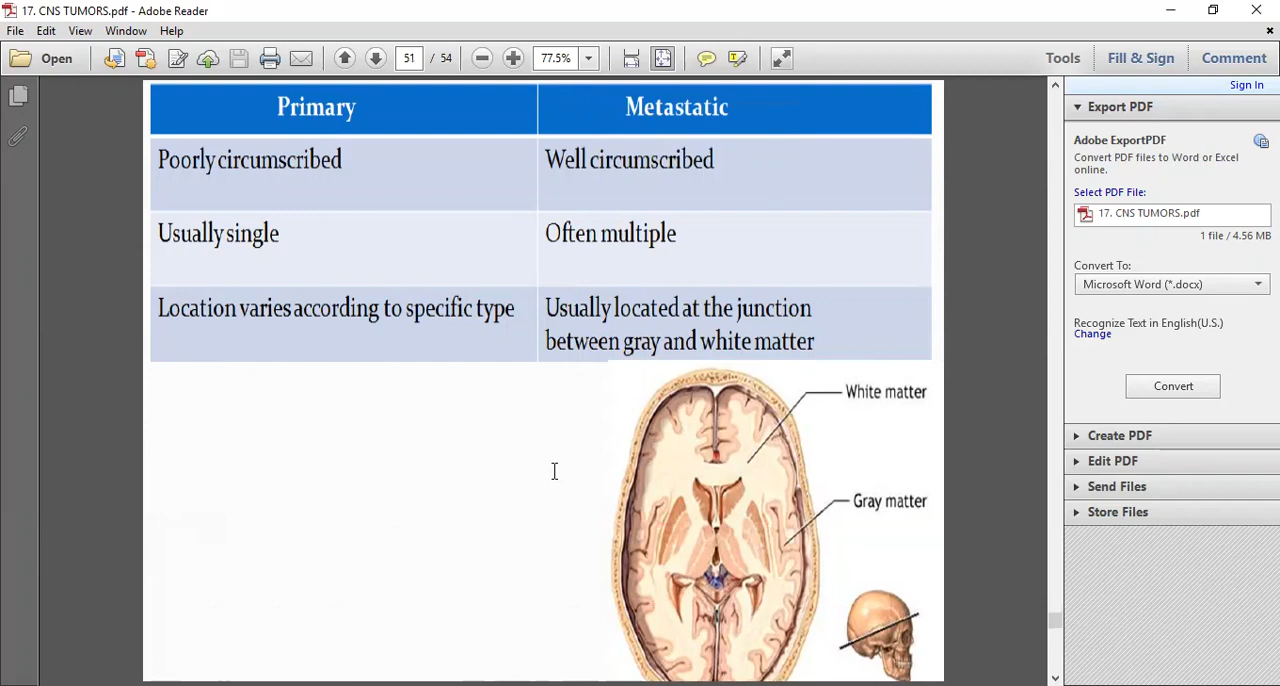 17. CNS TUMORS.pdf - Adobe Reader
File Edit View Window Help
Open 51 / 54 77.5% Tools Fill & Sign Comment
Sign In
Primary Metastatic
Poorly circumscribed Well circumscribed
Usually single Often multiple
Location varies according to specific type Usually located at the junction
between gray and white matter
White matter
Gray matter
Export PDF
Adobe ExportPDF
Convert PDF files to Word or Excel
online.
Select PDF File:
17. CNS TUMORS.pdf
1 file / 4.56 MB
Convert To:
Microsoft Word (*.docx)
Recognize Text in English(U.S.)
Change
Convert
Create PDF
Edit PDF
Send Files
Store Files